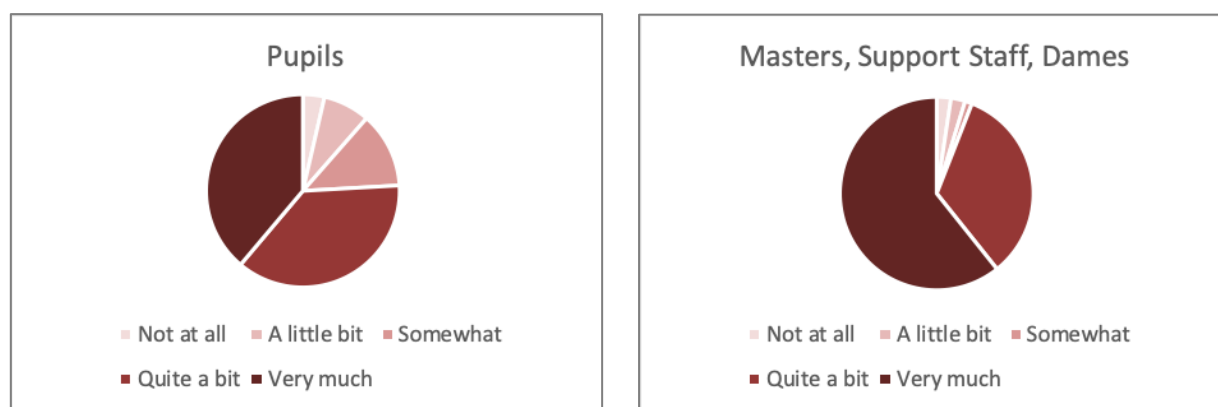 Pupils
Not at all A little bit Somewhat
Quite a bit Very much
Masters, Support Staff, Dames
Not at all A little bit Somewhat
Quite a bit Very much